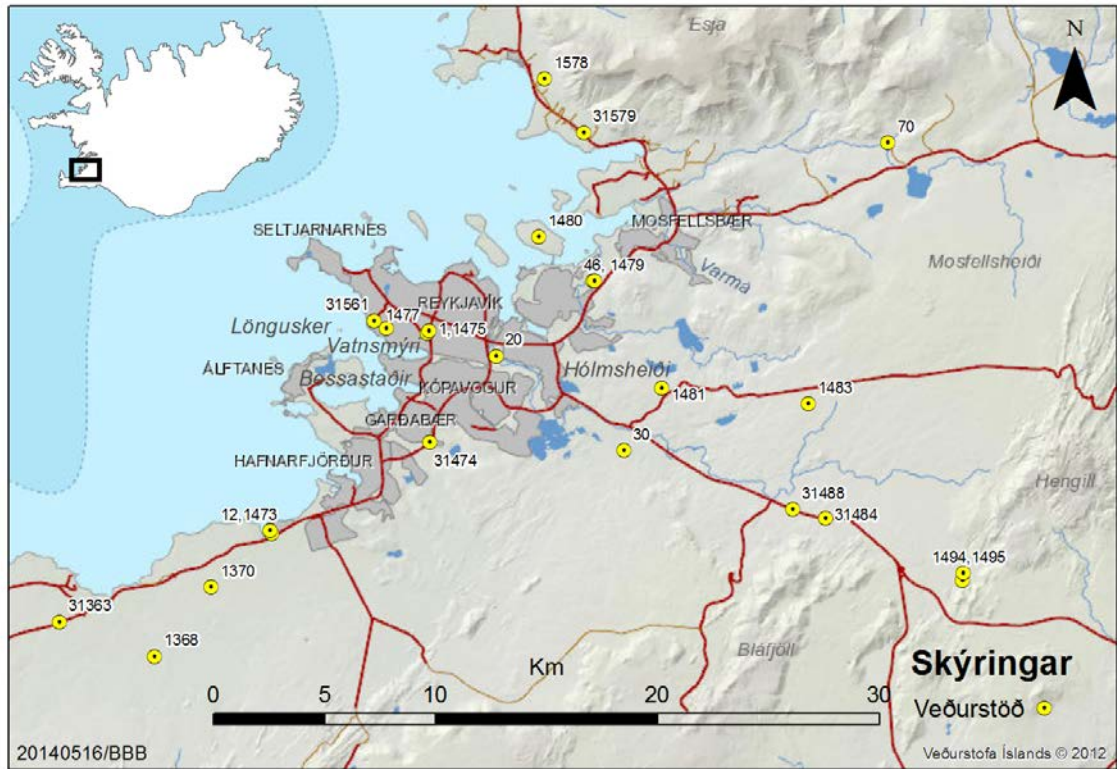 Esja
N
1578
31579
70
1480
MOSFELLSBÆR
SELTJARNARNES
46, 1479
Varma
Mosfellsheiði
REYKJAVÍK
31561
1477
Löngusker
1, 1475
Vatnsmýri
20
ÁLFTANES
Bessastaðir
Hólmsheiði
KÓPAVOGUR
1481
1483
GARÐABÆR
31474
30
HAFNARFJÖRÐUR
Hengill
31488
31484
12, 1473
1494, 1495
1370
31363
1368
Bláfjöll
Km
Skýringar
0 5 10 20 30
Veðurstöð
20140516/BBB
Veðurstofa Íslands © 2012